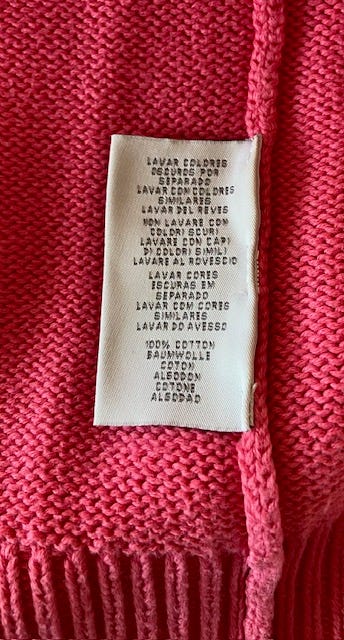 LAVAR COLORES
OSCUROS POR
SEPARADO
LAVAR CON COLORES
SIMILARES
LAVAR DEL REVES
NON LAVARE CON
COLORI SCURI
LAVARE CON CAPI
DI COLORI SIMILI
LAVARE AL ROVESCIO
LAVAR CORES
ESCURAS EM
SEPARADO
LAVAR COM CORES
SIMILARES
LAVAR DO AVESSO
100% COTTON
BAUMWOLLE
COTON
ALGODON
COTONE
ALGODAO